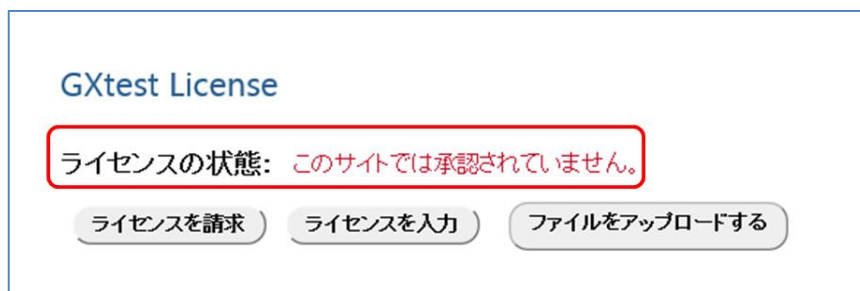 GXtest License
ライセンスの状態: このサイトでは承認されていません。
ライセンスを請求 ライセンスを入力 ファイルをアップロードする